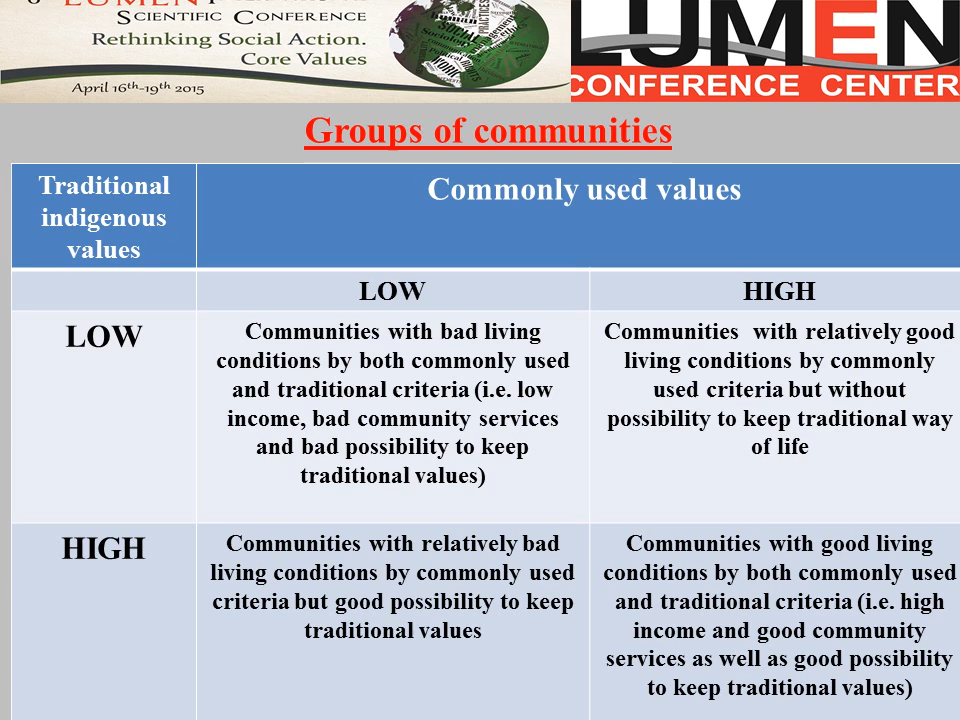 SCIENTIFIC CONFERENCE
Rethinking Social Action.
Core Values
April 16th-19th 2015
SOCIAL
LUMEN
CONFERENCE CENTER
Groups of communities
Traditional
indigenous
values
Commonly used values
LOW
HIGH
LOW
Communities with bad living
conditions by both commonly used
and traditional criteria (i.e. low
income, bad community services
and bad possibility to keep
traditional values)
Communities with relatively good
living conditions by commonly
used criteria but without
possibility to keep traditional way
of life
HIGH
Communities with relatively bad
living conditions by commonly used
criteria but good possibility to keep
traditional values
Communities with good living
conditions by both commonly used
and traditional criteria (i.e. high
income and good community
services as well as good possibility
to keep traditional values)